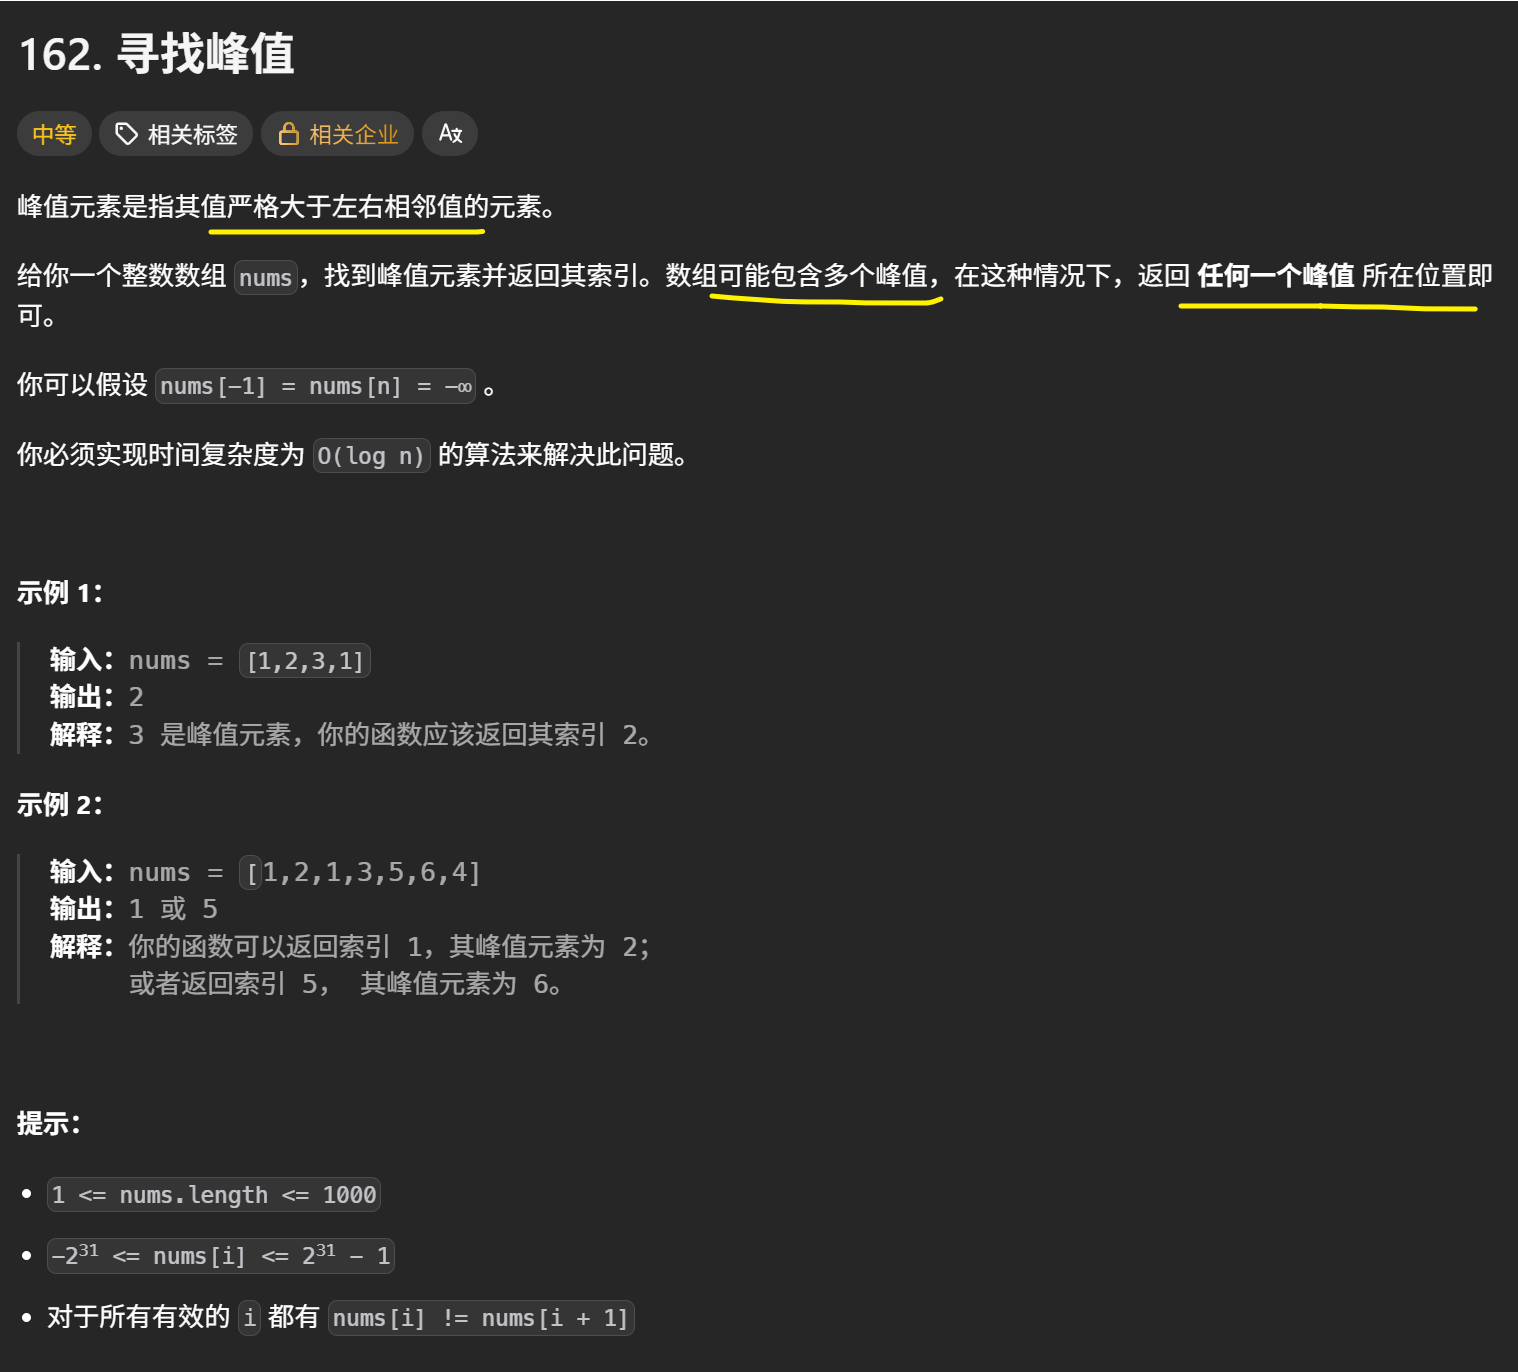 162. 寻找峰值
中等 相关标签 相关企业 Aя
峰值元素是指其值严格大于左右相邻值的元素。
给你一个整数数组 nums，找到峰值元素并返回其索引。数组可能包含多个峰值，在这种情况下，返回 任何一个峰值 所在位置即
可。
你可以假设 nums[-1] = nums[n] = -∞ 。
你必须实现时间复杂度为 O(log n) 的算法来解决此问题。
示例 1：
输入：nums = [1,2,3,1]
输出：2
解释：3 是峰值元素，你的函数应该返回其索引 2。
示例 2：
输入：nums = [1,2,1,3,5,6,4]
输出：1 或 5
解释：你的函数可以返回索引 1，其峰值元素为 2；
或者返回索引 5， 其峰值元素为 6。
提示：
1 <= nums.length <= 1000
-2³¹ <= nums[i] <= 2³¹ - 1
对于所有有效的 i 都有 nums[i] != nums[i + 1]